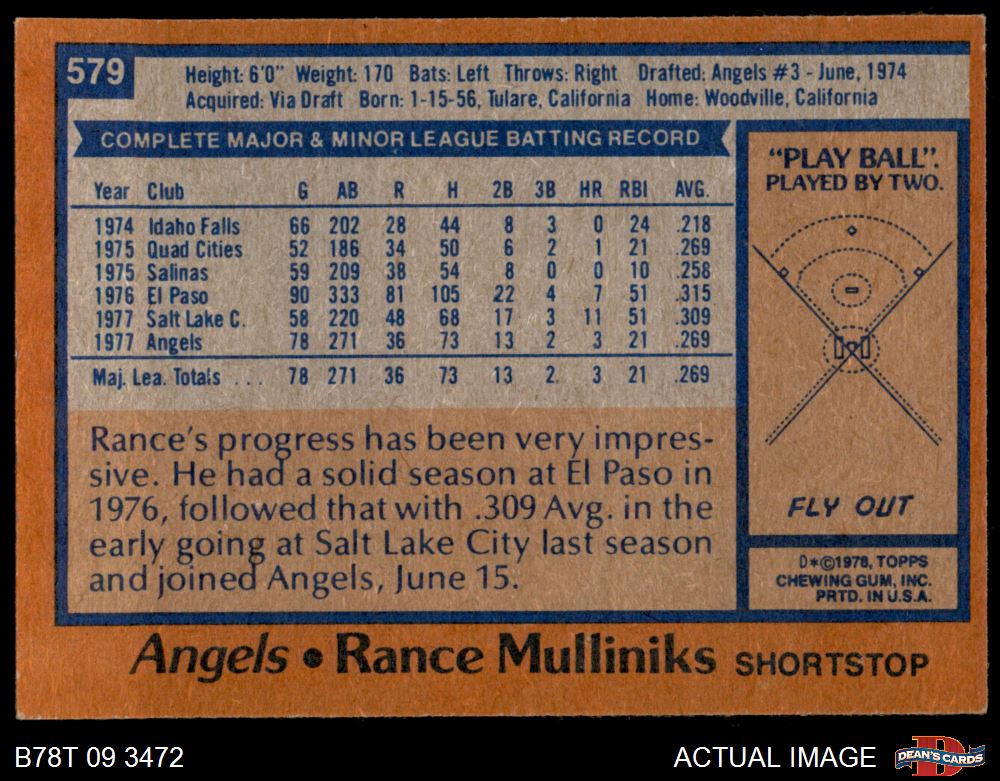 579
Height: 6'0" Weight: 170 Bats: Left Throws: Right Drafted: Angels #3 - June, 1974
Acquired: Via Draft Born: 1-15-56, Tulare, California Home: Woodville, California
COMPLETE MAJOR & MINOR LEAGUE BATTING RECORD
Year Club G AB R H 2B 3B HR RBI AVG.
1974 Idaho Falls 66 202 28 44 8 3 0 24 .218
1975 Quad Cities 52 186 34 50 6 2 1 21 .269
1975 Salinas 59 209 38 54 8 0 0 10 .258
1976 El Paso 90 333 81 105 22 4 7 51 .315
1977 Salt Lake C. 58 220 48 68 17 3 11 51 .309
1977 Angels 78 271 36 73 13 2 3 21 .269
Maj. Lea. Totals . . . 78 271 36 73 13 2. 3 21 .269
Rance's progress has been very impres-
sive. He had a solid season at El Paso in
1976, followed that with .309 Avg. in the
early going at Salt Lake City last season
and joined Angels, June 15.
"PLAY BALL".
PLAYED BY TWO.
FLY OUT
D*©1978, TOPPS
CHEWING GUM, INC.
PRTD. IN U.S.A.
Angels • Rance Mulliniks SHORTSTOP
B78T 09 3472
ACTUAL IMAGE
D
DEAN'S CARDS